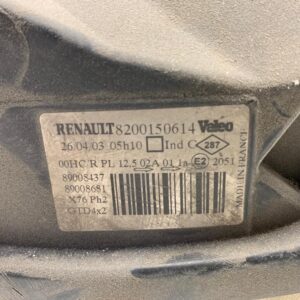 RENAULT 8200150614 Valeo
26.04.03 05h10 Ind C 287
00HC R PL 12.5 02A 01 1a E2 2051
89008437
89008681
X76 Ph2
G1D4x2
MADE IN FRANCE